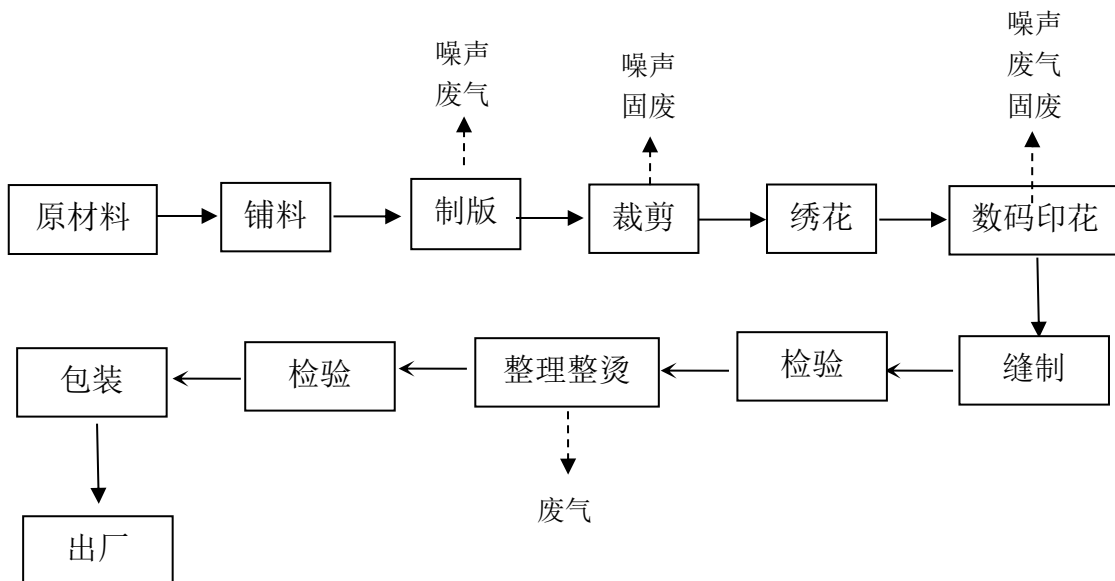 噪声
废气
噪声
固废
噪声
废气
固废
原材料
铺料
制版
裁剪
绣花
数码印花
包装
检验
整理整烫
检验
缝制
废气
出厂